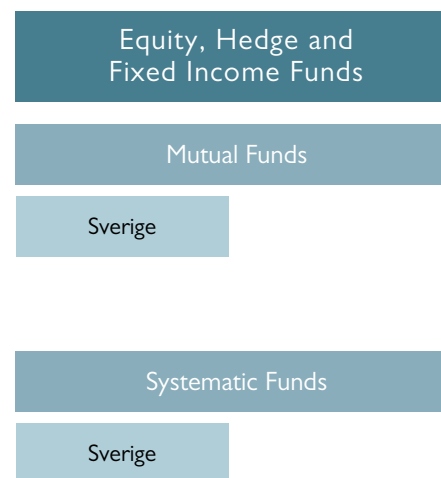 Equity, Hedge and
Fixed Income Funds
Mutual Funds
Sverige
Systematic Funds
Sverige